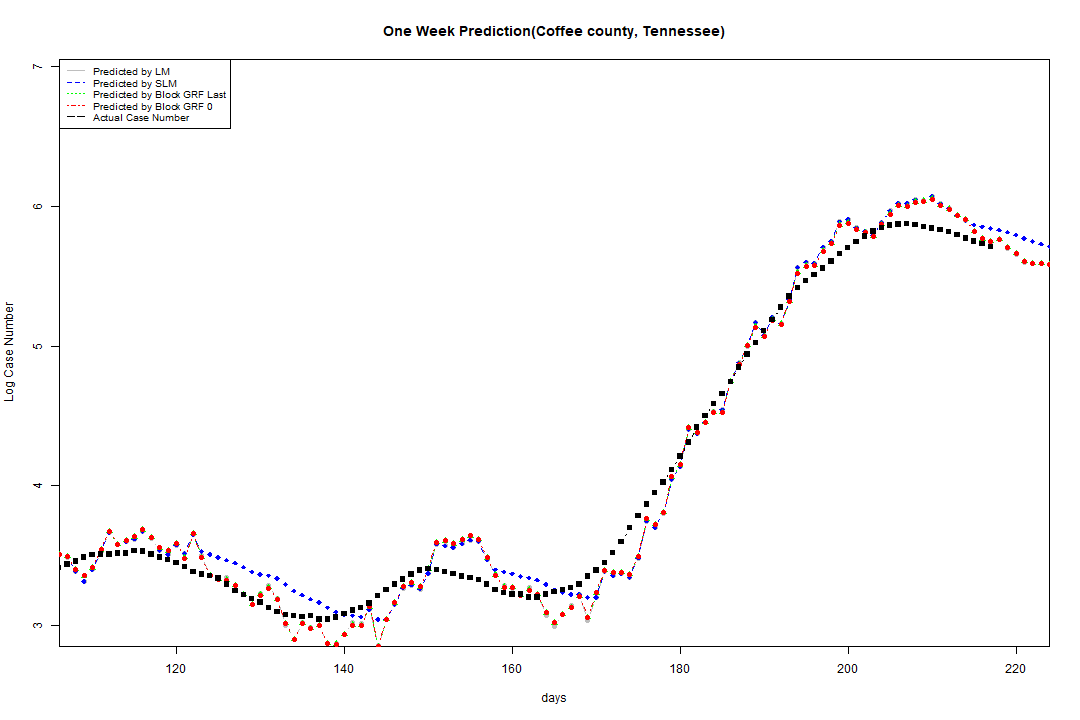 One Week Prediction(Coffee county, Tennessee)
Predicted by LM
Predicted by SLM
Predicted by Block GRF Last
Predicted by Block GRF 0
Actual Case Number
7
6
5
4
3
Log Case Number
120 140 160 180 200 220
days